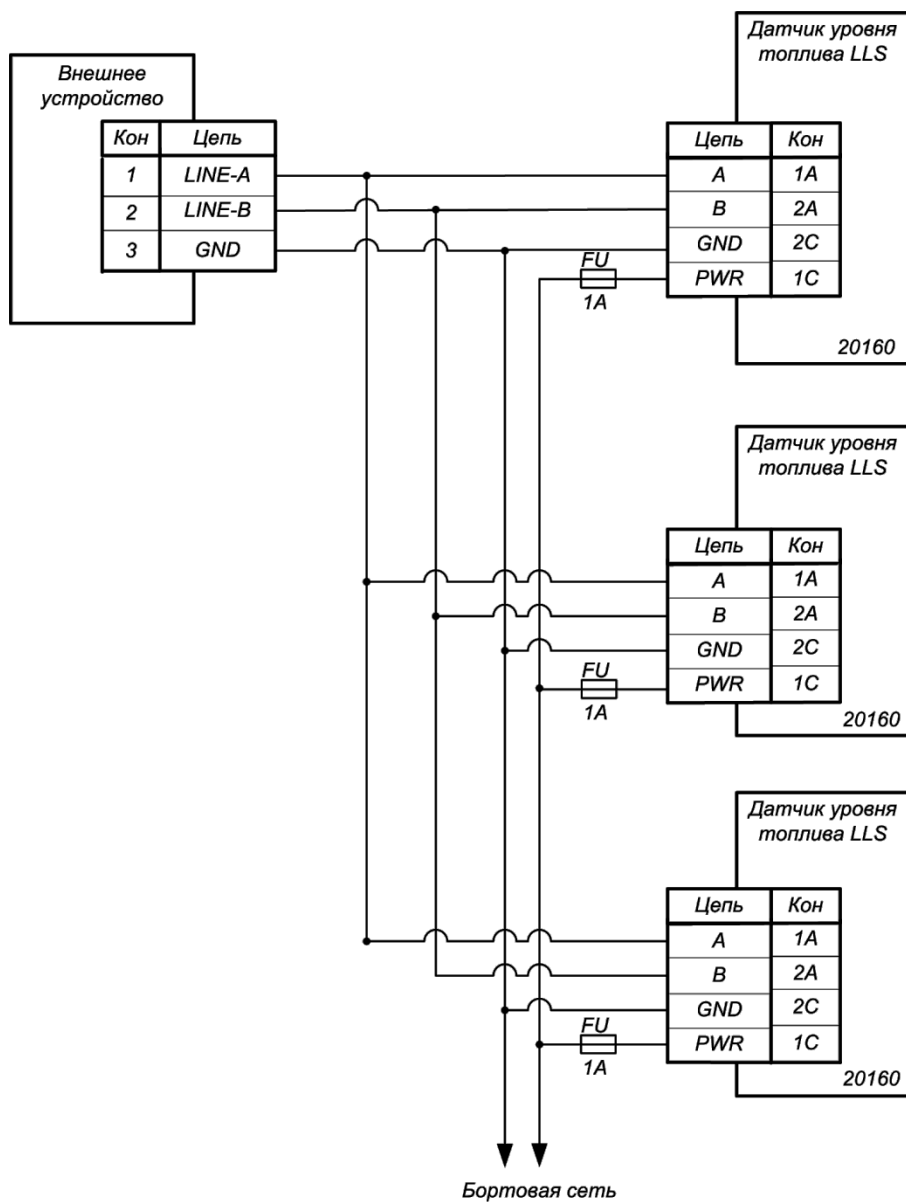 Внешнее
устройство
Кон Цепь
1 LINE-A
2 LINE-B
3 GND
Датчик уровня
топлива LLS
Цепь Кон
A 1A
B 2A
GND 2C
PWR 1C
FU
1A
20160
Датчик уровня
топлива LLS
Цепь Кон
A 1A
B 2A
GND 2C
PWR 1C
FU
1A
20160
Датчик уровня
топлива LLS
Цепь Кон
A 1A
B 2A
GND 2C
PWR 1C
FU
1A
20160
Бортовая сеть